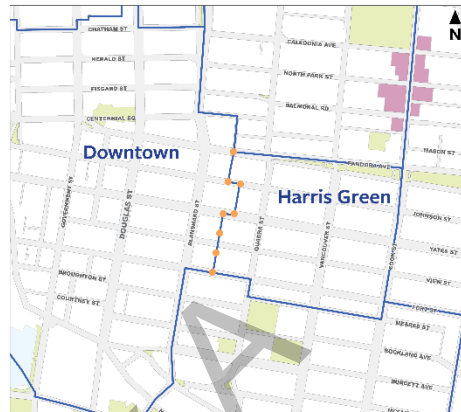 N
CHATHAM ST
CALEDONIA AVE
HERALD ST
NORTH PARK ST
FISGARD ST
BALMORAL RD
CENTENNIAL SQ
MASON ST
Downtown
PANDORA AVE
Harris Green
GOVERNMENT ST
DOUGLAS ST
BLANSHARD ST
QUADRA ST
VANCOUVER ST
COOK ST
JOHNSON ST
YATES ST
VIEW ST
BROUGHTON ST
COURTNEY ST
FORT ST
MEARES ST
ROCKLAND AVE
BURDETT AVE